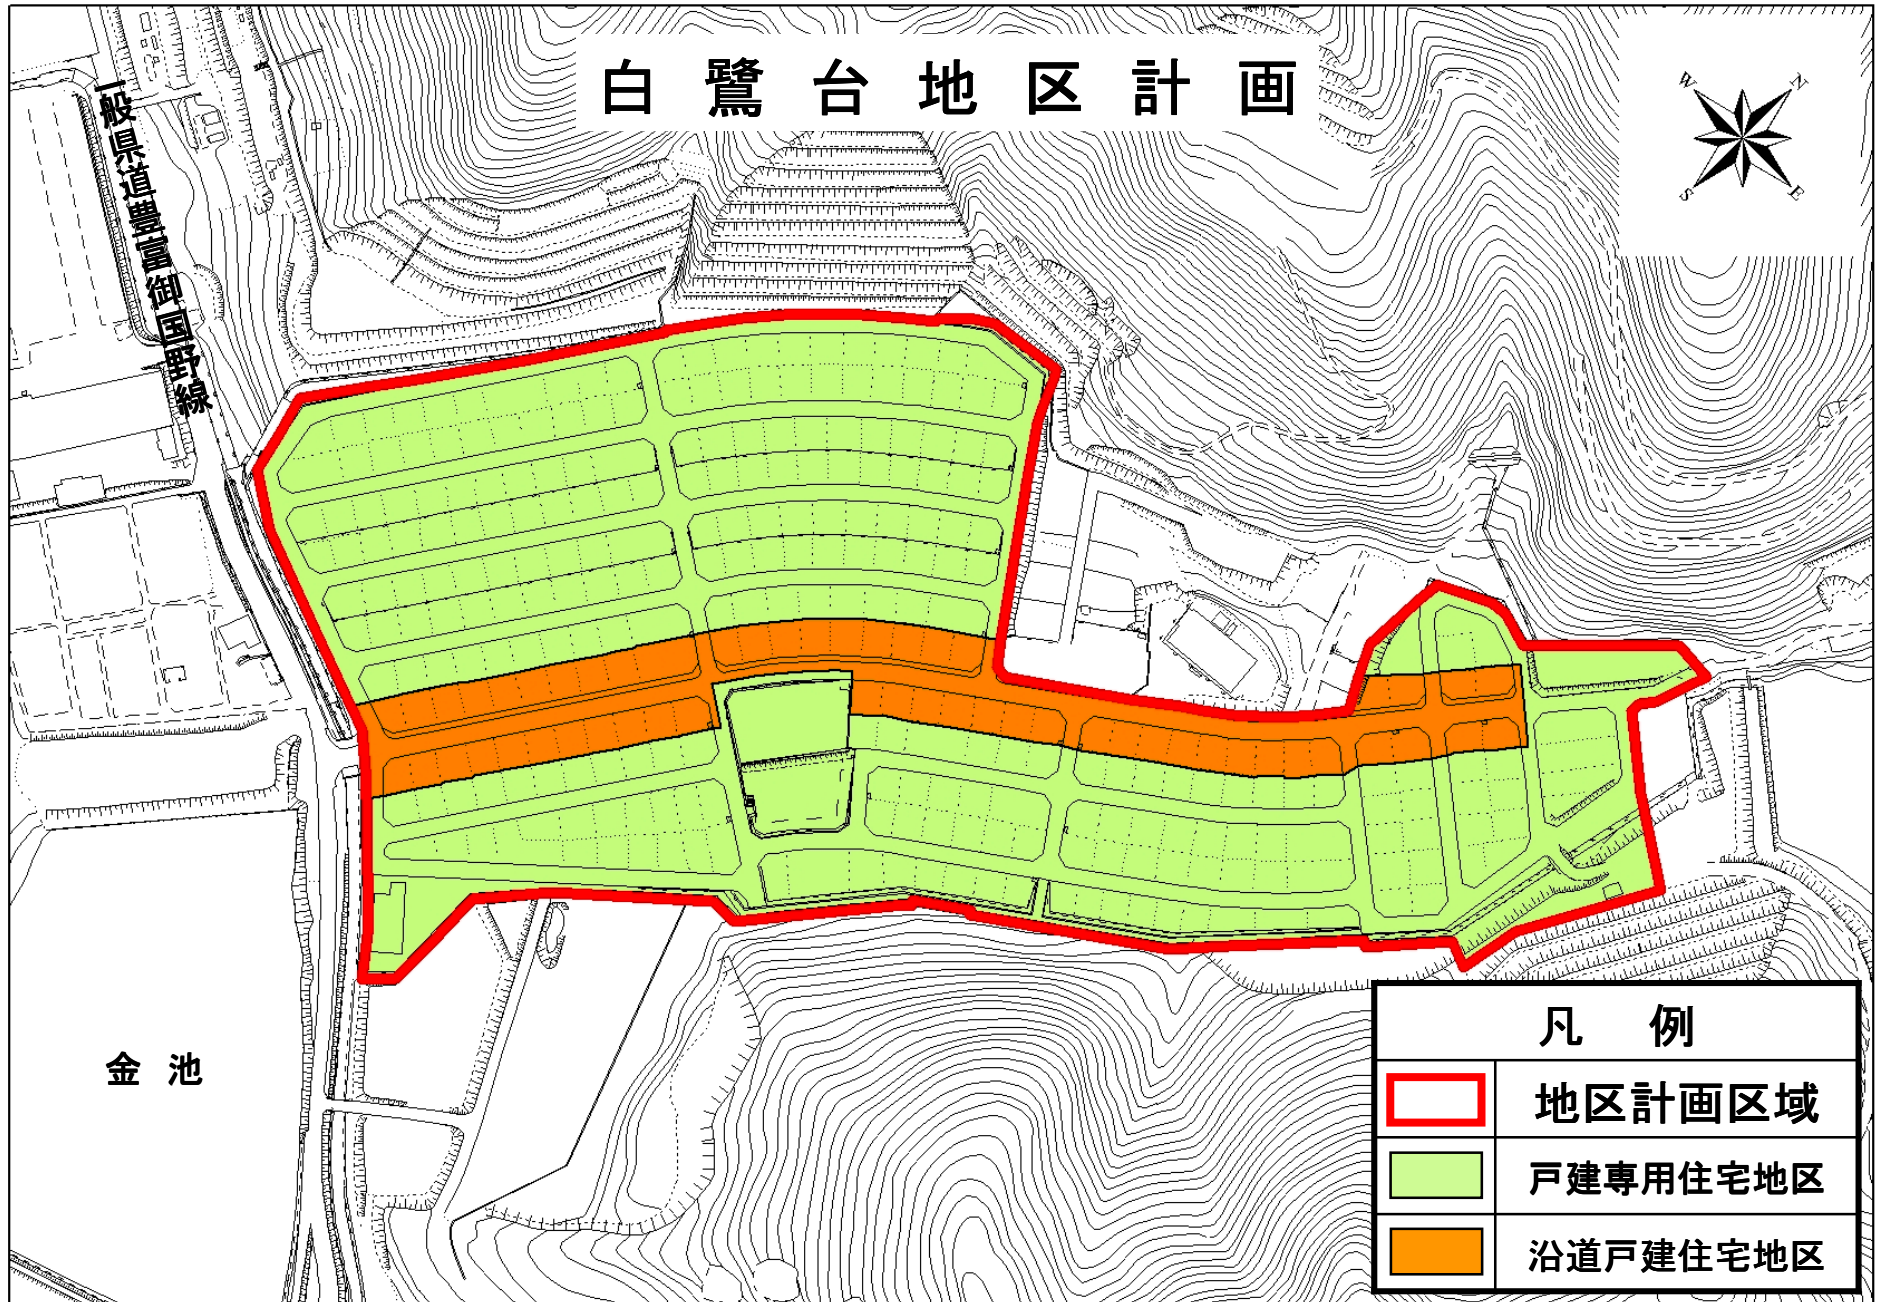 白鷺台地区計画
W
N
S
E
一般県道豊富御国野線
金池
凡例
地区計画区域
戸建専用住宅地区
沿道戸建住宅地区